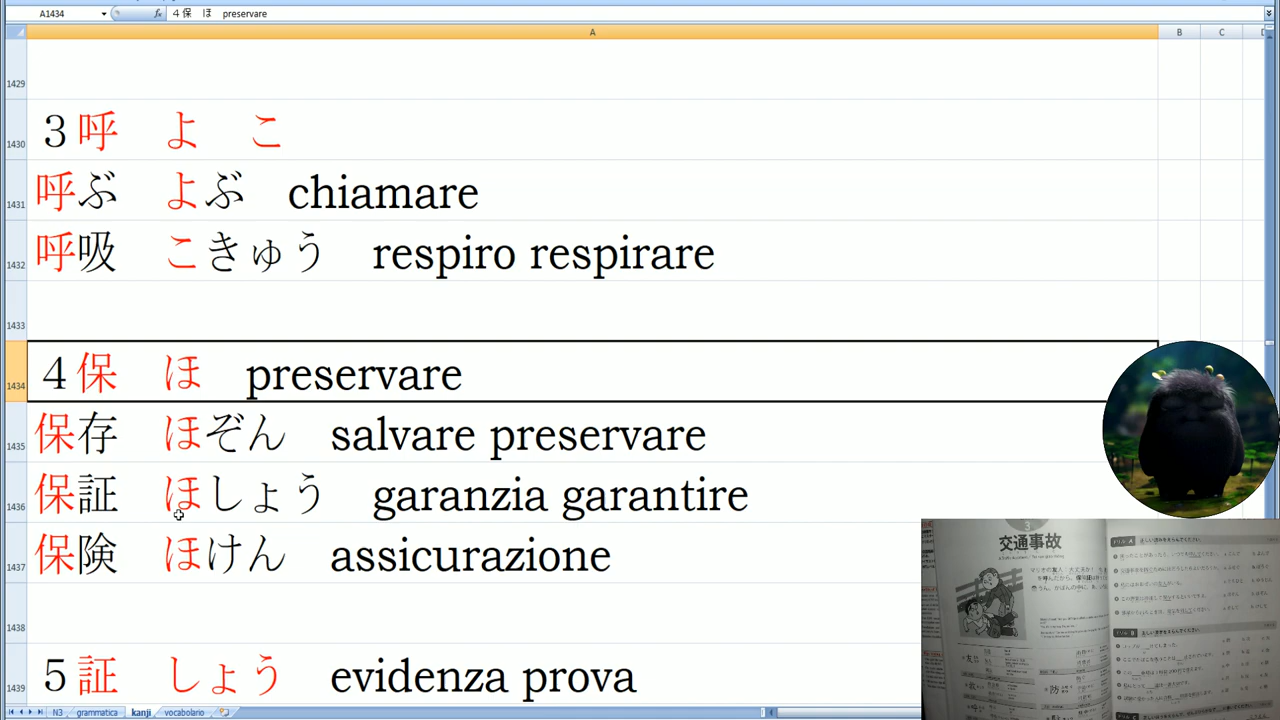 A1434 fx ４保　ほ　preservare
A B C D
1429
1430 ３呼　よ　こ
1431 呼ぶ　よぶ　chiamare
1432 呼吸　こきゅう　respiro respirare
1433
1434 ４保　ほ　preservare
1435 保存　ほぞん　salvare preservare
1436 保証　ほしょう　garanzia garantire
1437 保険　ほけん　assicurazione
1438
1439 ５証　しょう　evidenza prova
N3 grammatica kanji vocabolario
3
交通事故